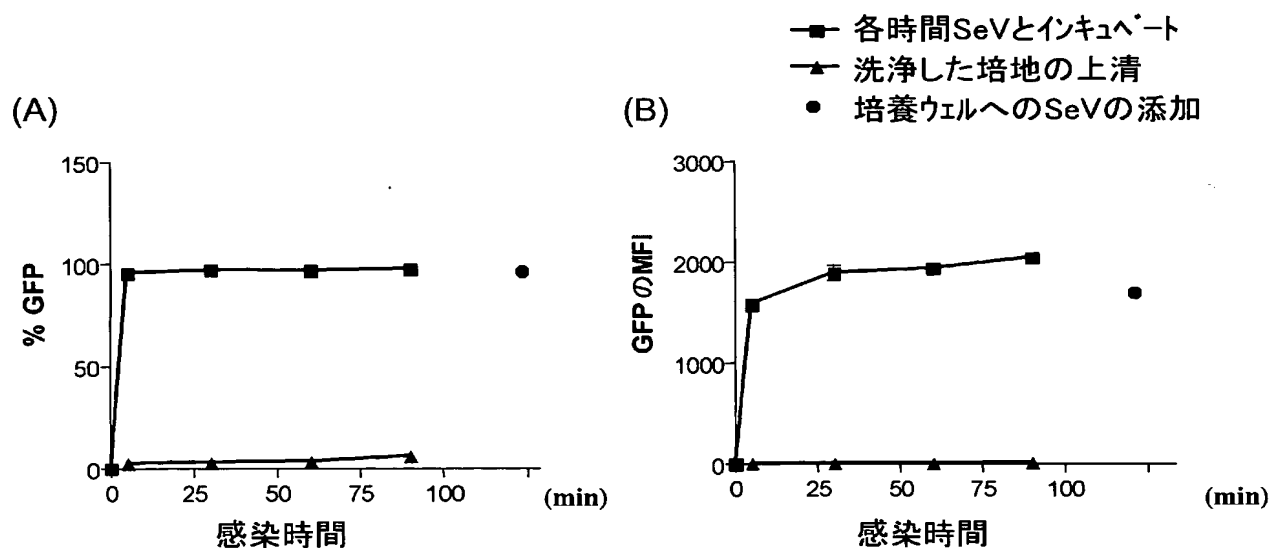 各時間SeVとインキュベート
洗浄した培地の上清
培養ウェルへのSeVの添加
(A)
150
100
50
0
% GFP
0 25 50 75 100 (min)
感染時間
(B)
3000
2000
1000
0
GFPのMFI
0 25 50 75 100 (min)
感染時間